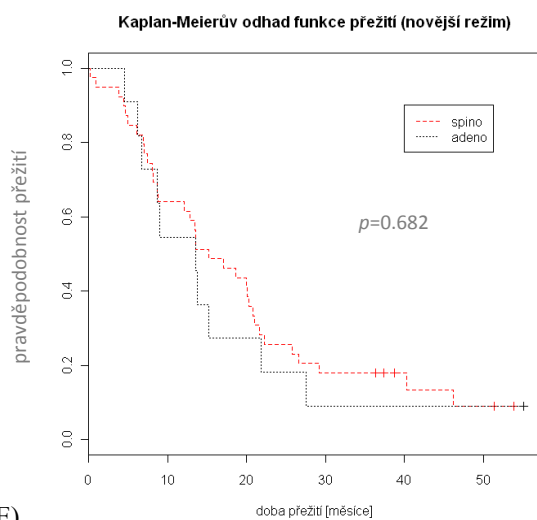 Kaplan-Meierův odhad funkce přežití (novější režim)
pravděpodobnost přežití
1.0
0.8
0.6
0.4
0.2
0.0
spino
adeno
p=0.682
0 10 20 30 40 50
doba přežití [měsíce]
F)